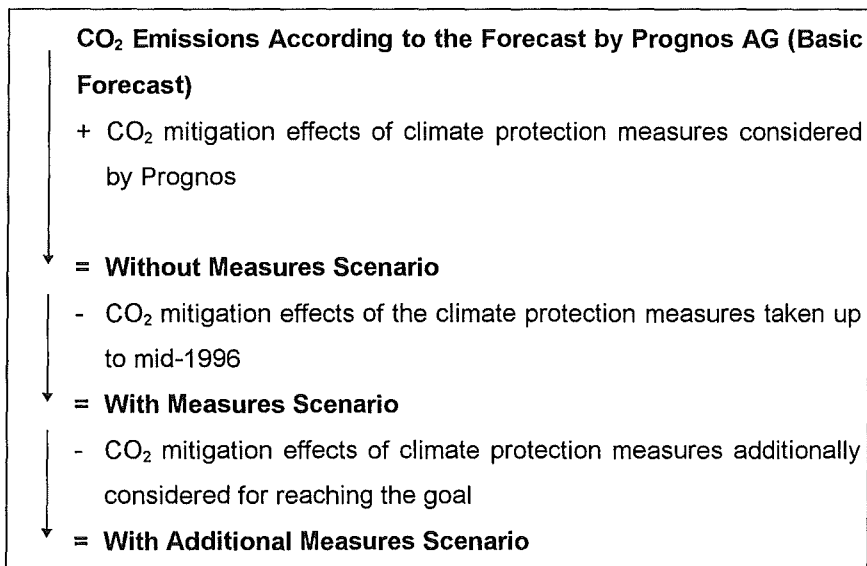 CO₂ Emissions According to the Forecast by Prognos AG (Basic
Forecast)
+ CO₂ mitigation effects of climate protection measures considered
by Prognos
= Without Measures Scenario
- CO₂ mitigation effects of the climate protection measures taken up
to mid-1996
= With Measures Scenario
- CO₂ mitigation effects of climate protection measures additionally
considered for reaching the goal
= With Additional Measures Scenario